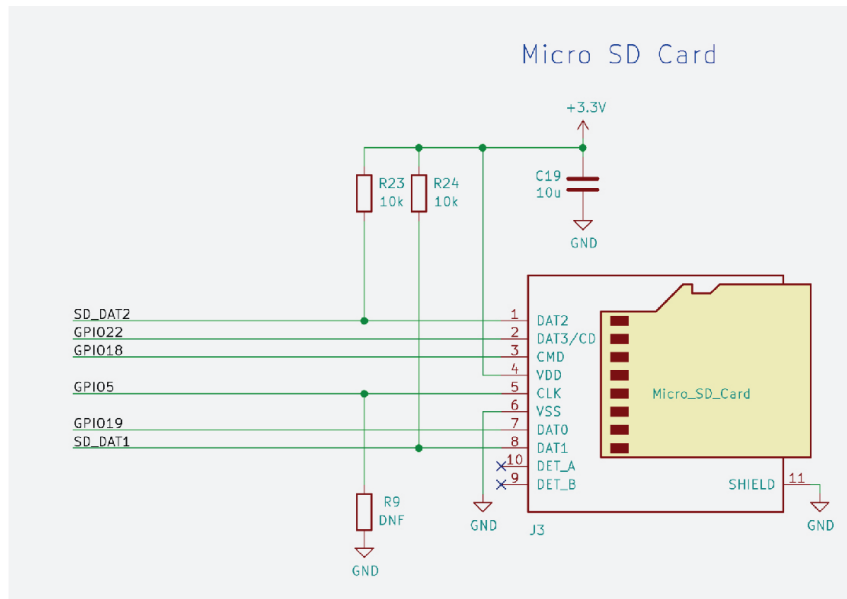 Micro SD Card
+3.3V
R23
10k
R24
10k
C19
10u
GND
SD_DAT2
GPIO22
GPIO18
GPIO5
GPIO19
SD_DAT1
1 DAT2
2 DAT3/CD
3 CMD
4 VDD
5 CLK
6 VSS
7 DAT0
8 DAT1
10 DET_A
9 DET_B
Micro_SD_Card
SHIELD 11
R9
DNF
GND
GND
J3
GND